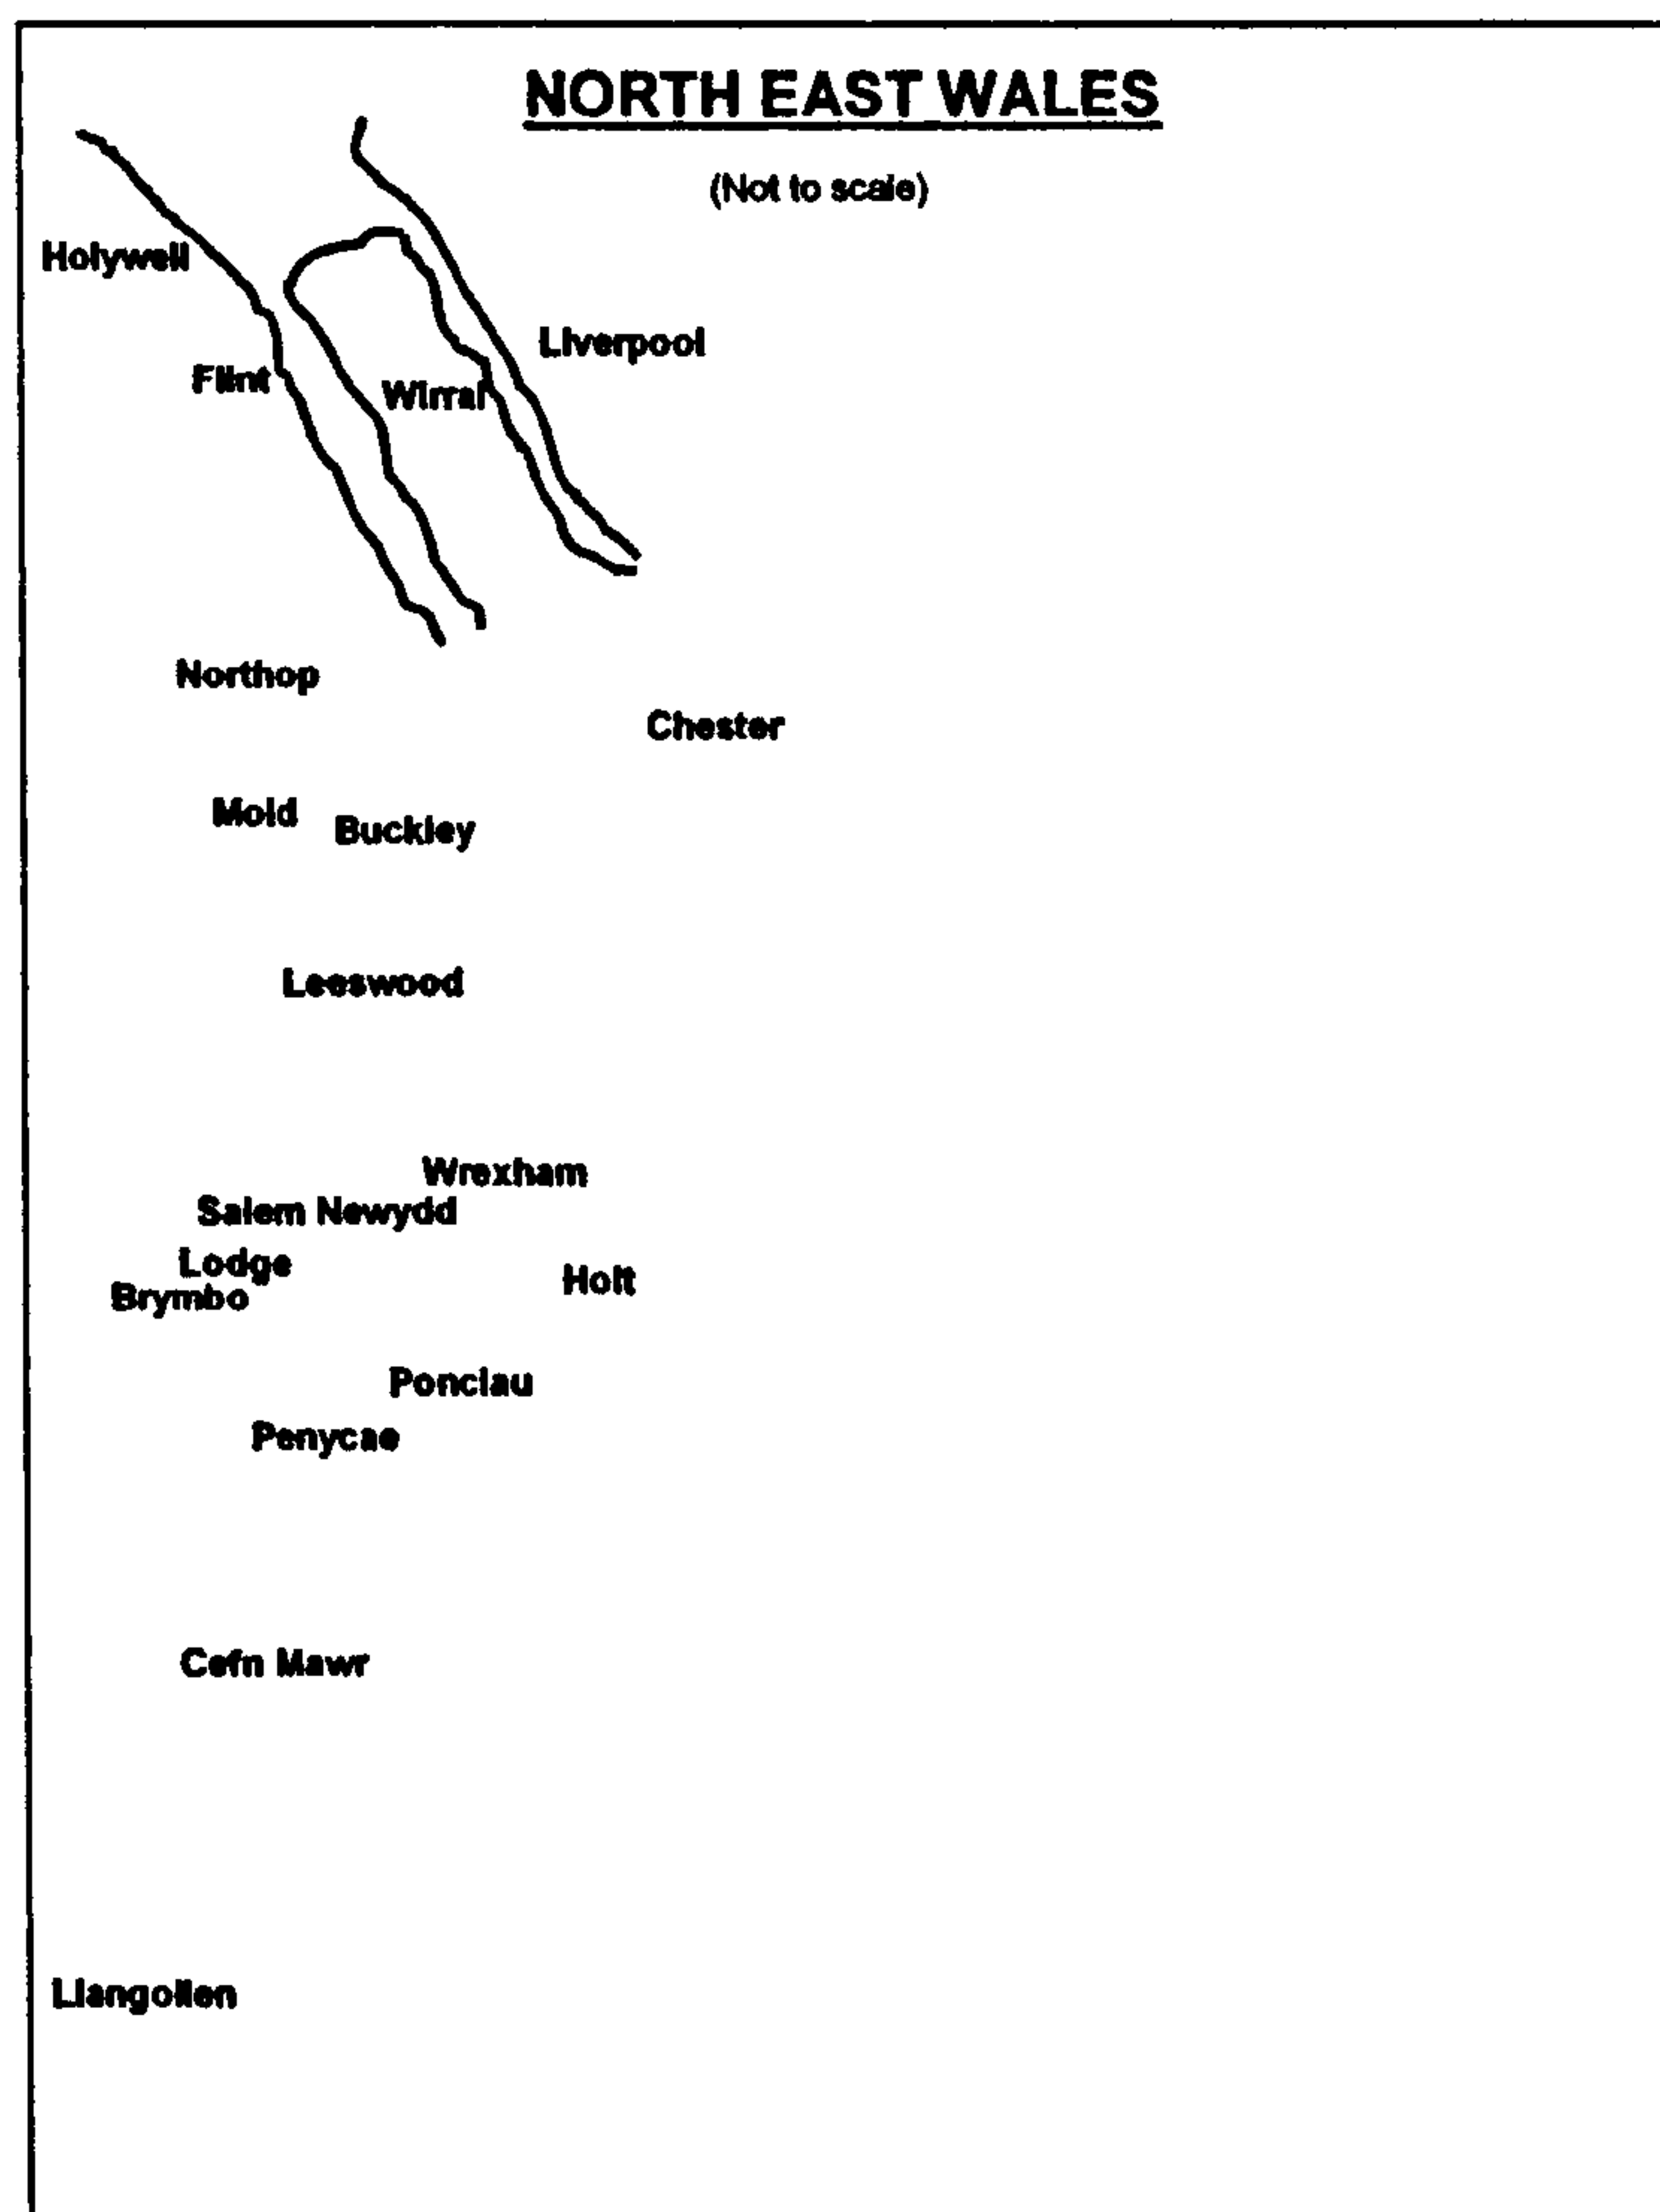 NORTH EAST WALES
(Not to scale)
Holywell
Liverpool
Flint
Wirral
Northop
Chester
Mold
Buckley
Leeswood
Wrexham
Salem Newydd
Lodge
Holt
Brymbo
Ponciau
Penycae
Cefn Mawr
Llangollen